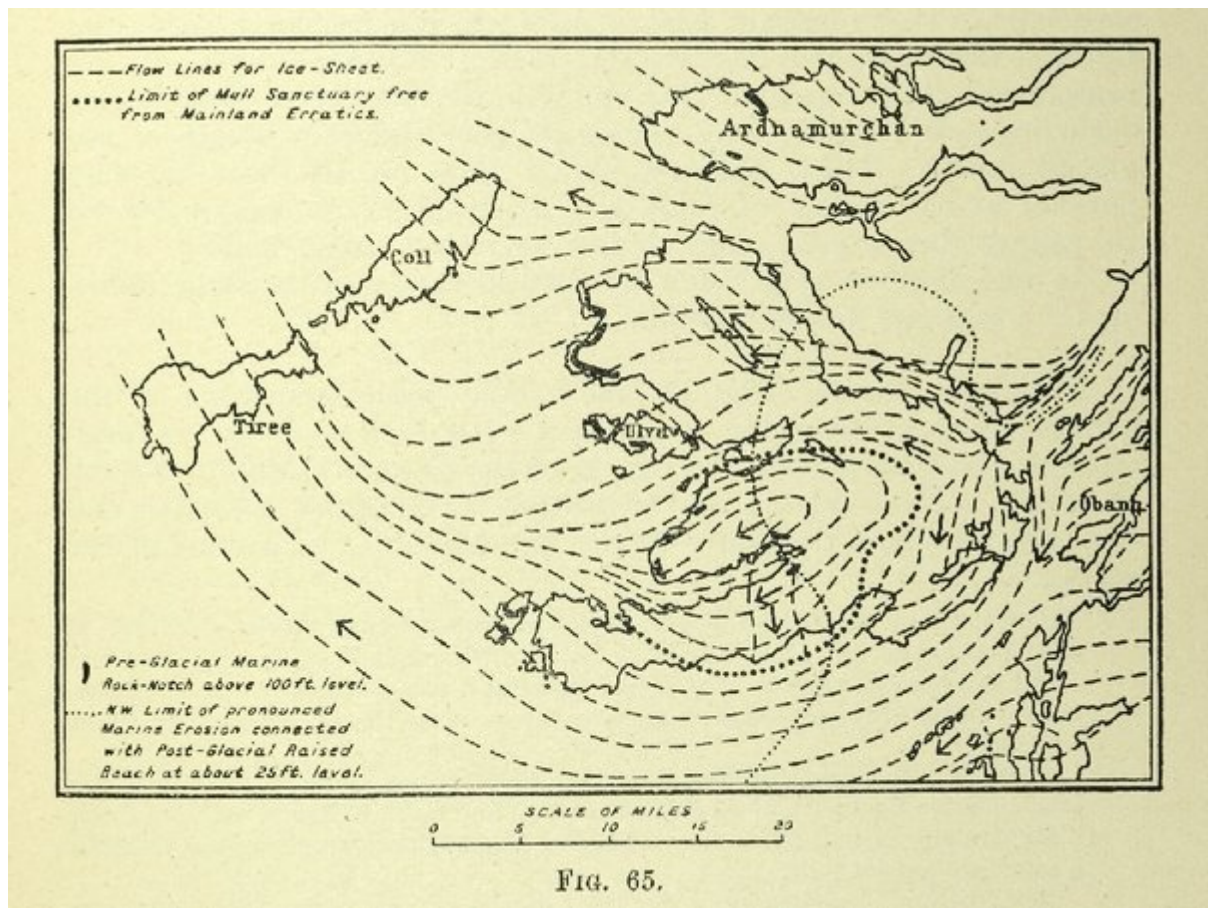 Flow Lines for Ice-Sheet.
Limit of Mull Sanctuary free
from Mainland Erratics.
Ardnamurchan
Coll
Tiree
Ulva
Oban
Pre-Glacial Marine
Rock-Notch above 100 ft. level.
N.W. Limit of pronounced
Marine Erosion connected
with Post-Glacial Raised
Beach at about 25 ft. level.
SCALE OF MILES
0 5 10 15 20
FIG. 65.